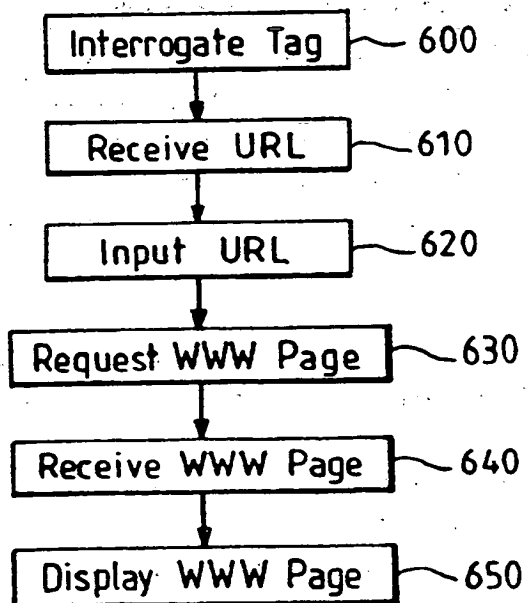 Interrogate Tag 600
Receive URL 610
Input URL 620
Request WWW Page 630
Receive WWW Page 640
Display WWW Page 650